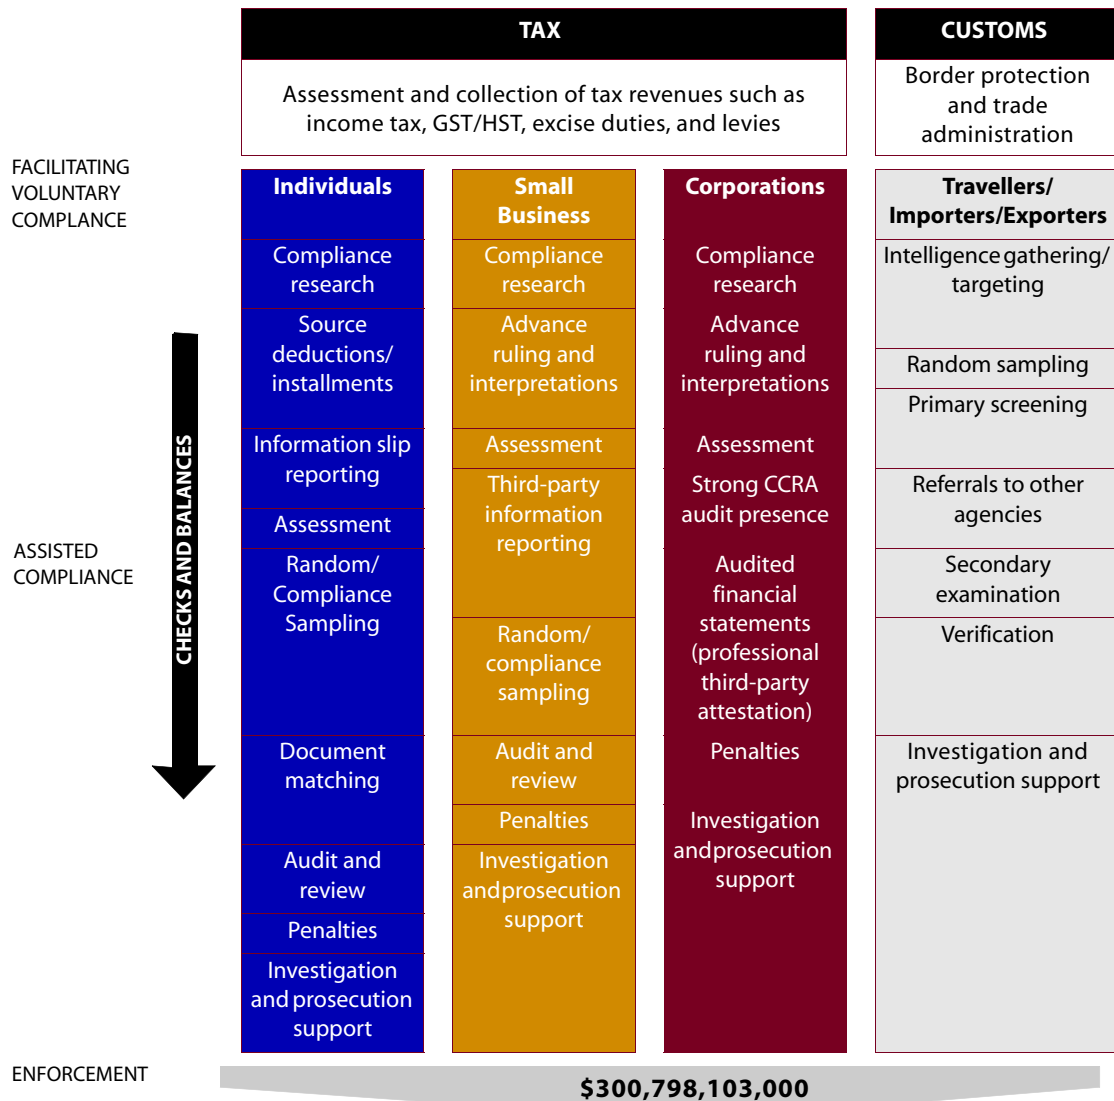 TAX
Assessment and collection of tax revenues such as
income tax, GST/HST, excise duties, and levies
CUSTOMS
Border protection
and trade
administration
FACILITATING
VOLUNTARY
COMPLANCE
CHECKS AND BALANCES
ASSISTED
COMPLIANCE
Individuals
Compliance
research
Source
deductions/
installments
Information slip
reporting
Assessment
Random/
Compliance
Sampling
Document
matching
Audit and
review
Penalties
Investigation
and prosecution
support
Small
Business
Compliance
research
Advance
ruling and
interpretations
Assessment
Third-party
information
reporting
Random/
compliance
sampling
Audit and
review
Penalties
Investigation
and prosecution
support
Corporations
Compliance
research
Advance
ruling and
interpretations
Assessment
Strong CCRA
audit presence
Audited
financial
statements
(professional
third-party
attestation)
Penalties
Investigation
and prosecution
support
Travellers/
Importers/Exporters
Intelligence gathering/
targeting
Random sampling
Primary screening
Referrals to other
agencies
Secondary
examination
Verification
Investigation and
prosecution support
ENFORCEMENT
$300,798,103,000